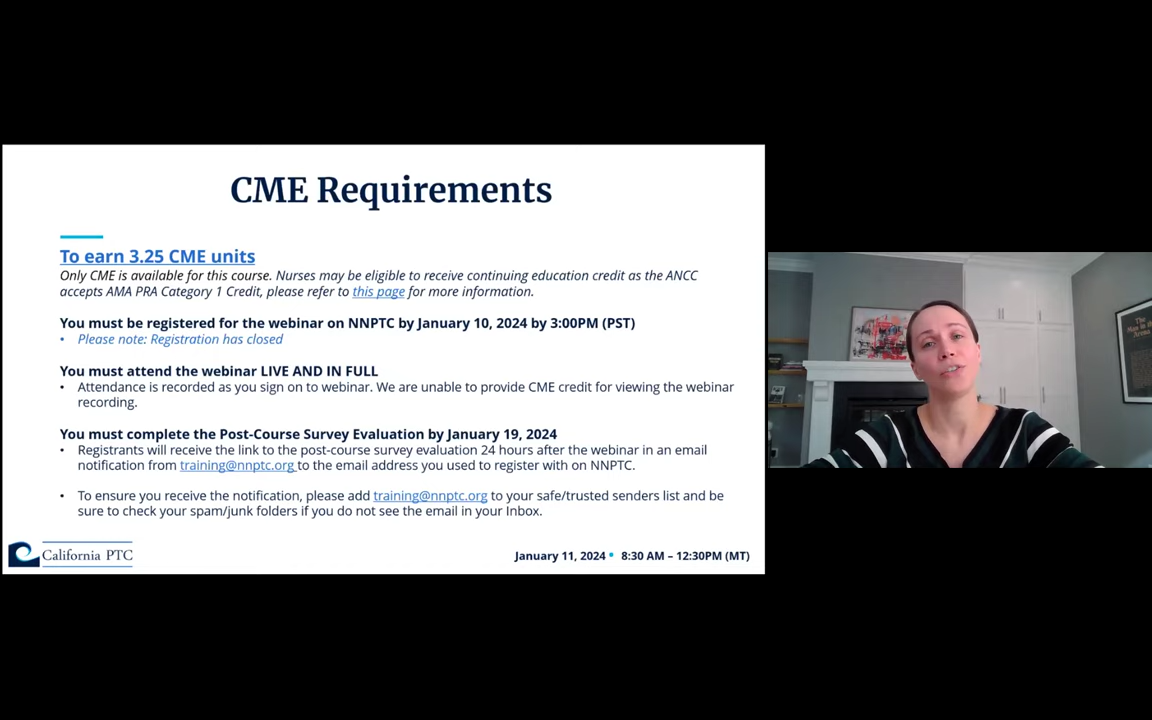 CME Requirements
To earn 3.25 CME units
Only CME is available for this course. Nurses may be eligible to receive continuing education credit as the ANCC
accepts AMA PRA Category 1 Credit, please refer to this page for more information.
You must be registered for the webinar on NNPTC by January 10, 2024 by 3:00PM (PST)
• Please note: Registration has closed
You must attend the webinar LIVE AND IN FULL
• Attendance is recorded as you sign on to webinar. We are unable to provide CME credit for viewing the webinar
recording.
You must complete the Post-Course Survey Evaluation by January 19, 2024
• Registrants will receive the link to the post-course survey evaluation 24 hours after the webinar in an email
notification from training@nnptc.org to the email address you used to register with on NNPTC.
• To ensure you receive the notification, please add training@nnptc.org to your safe/trusted senders list and be
sure to check your spam/junk folders if you do not see the email in your Inbox.
California PTC
January 11, 2024 • 8:30 AM – 12:30PM (MT)
The
Man in the
Arena